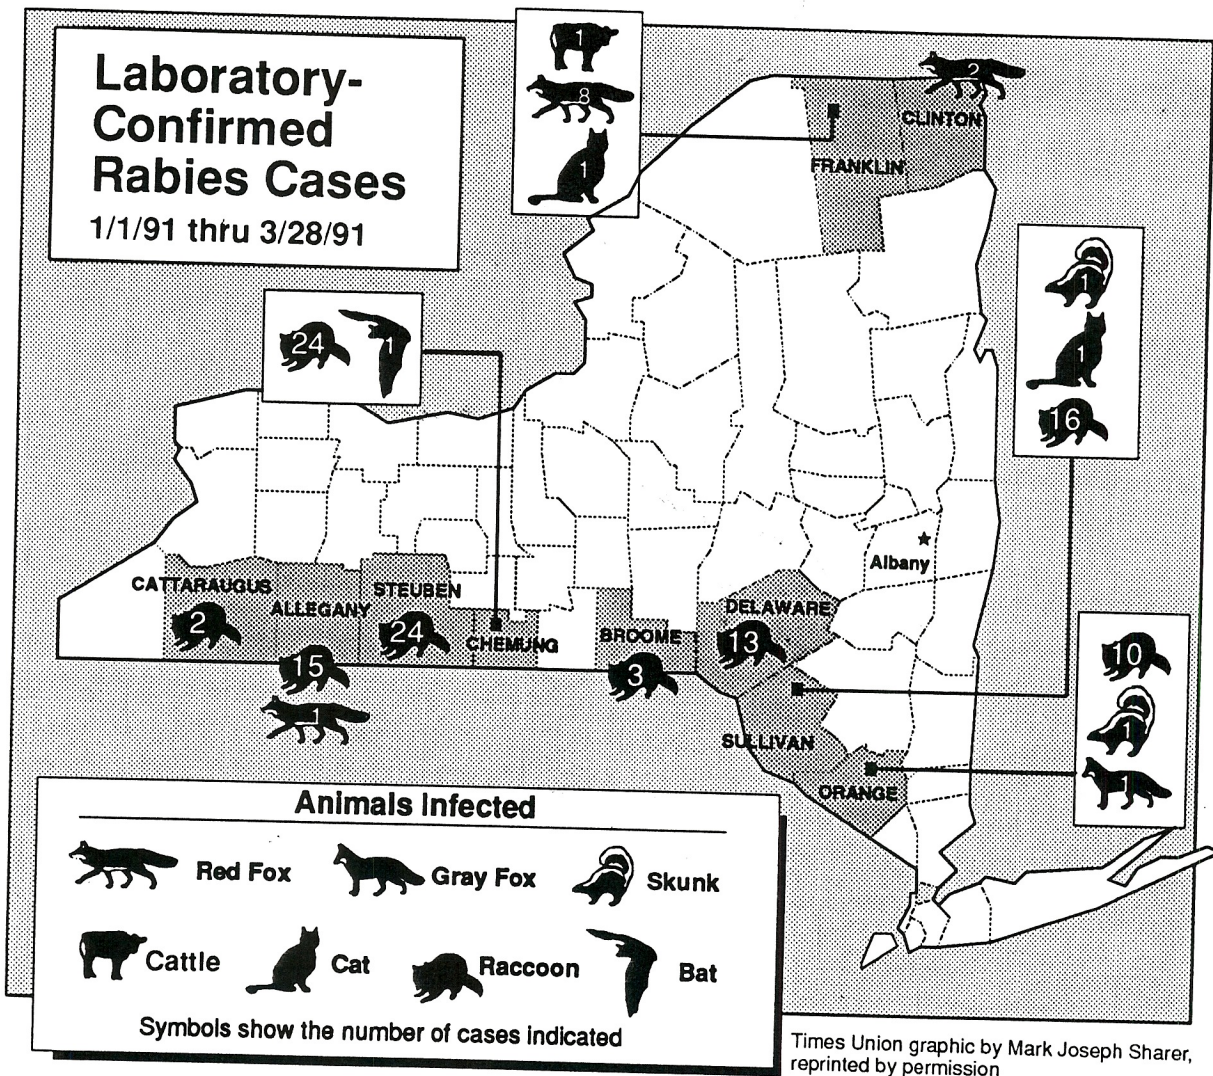 Laboratory-
Confirmed
Rabies Cases
1/1/91 thru 3/28/91
1
8
1
2
CLINTON
FRANKLIN
1
1
16
24
1
Albany
CATTARAUGUS
ALLEGANY
STEUBEN
CHEMUNG
BROOME
DELAWARE
2
15
1
24
3
13
SULLIVAN
ORANGE
10
1
1
Animals Infected
Red Fox
Gray Fox
Skunk
Cattle
Cat
Raccoon
Bat
Symbols show the number of cases indicated
Times Union graphic by Mark Joseph Sharer,
reprinted by permission